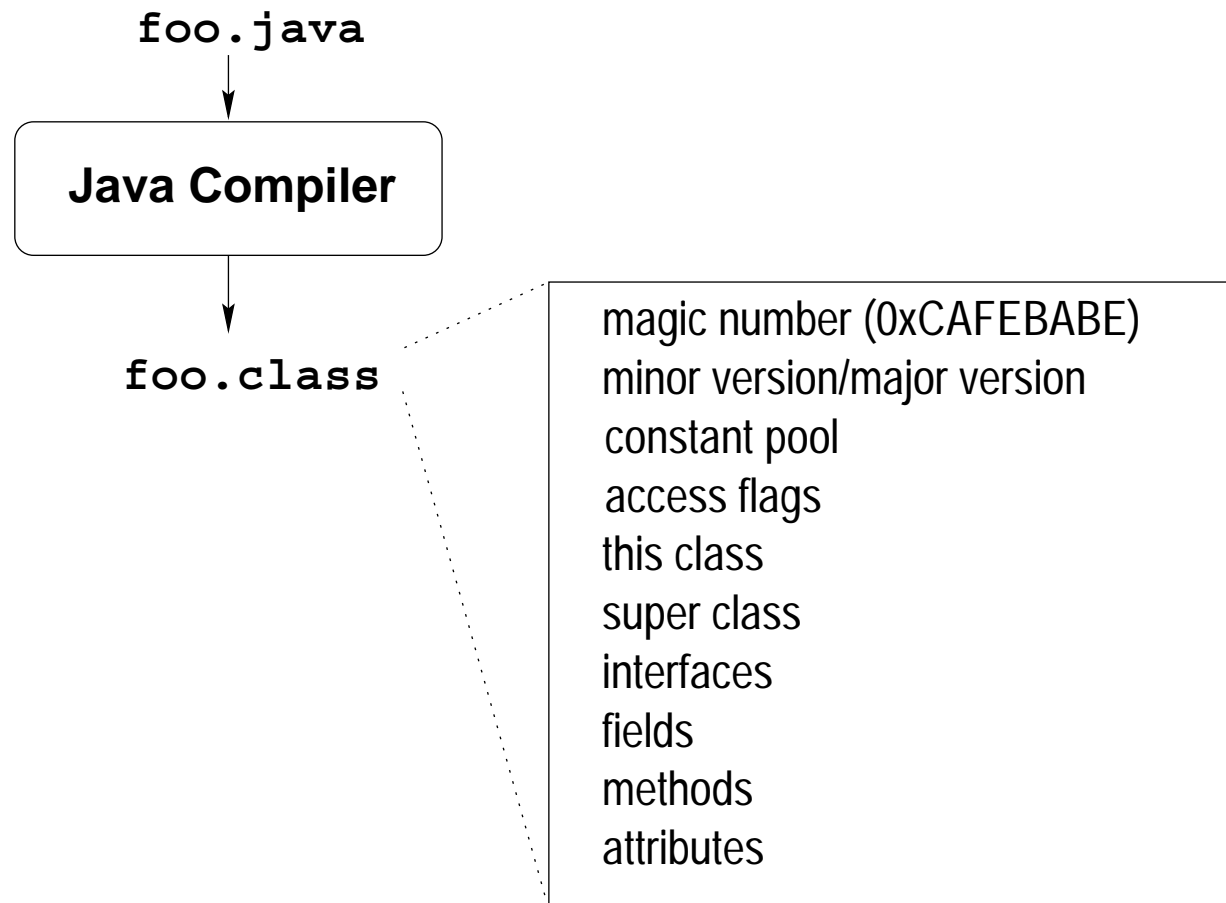 foo.java
Java Compiler
foo.class
magic number (0xCAFEBABE)
minor version/major version
constant pool
access flags
this class
super class
interfaces
fields
methods
attributes